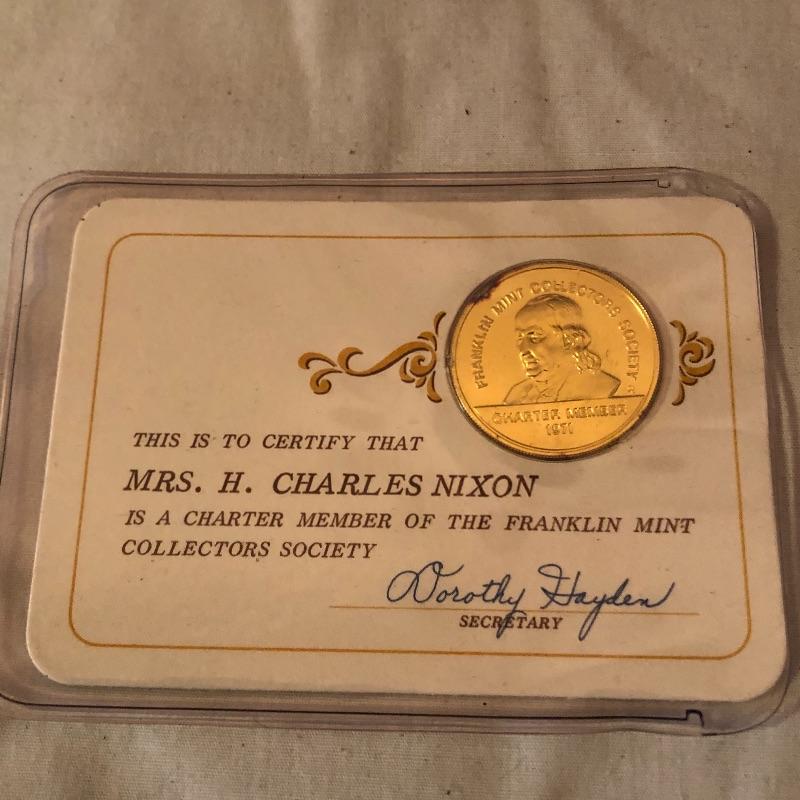 FRANKLIN MINT COLLECTORS SOCIETY
CHARTER MEMBER
1971
THIS IS TO CERTIFY THAT
MRS. H. CHARLES NIXON
IS A CHARTER MEMBER OF THE FRANKLIN MINT
COLLECTORS SOCIETY
Dorothy Hayden
SECRETARY